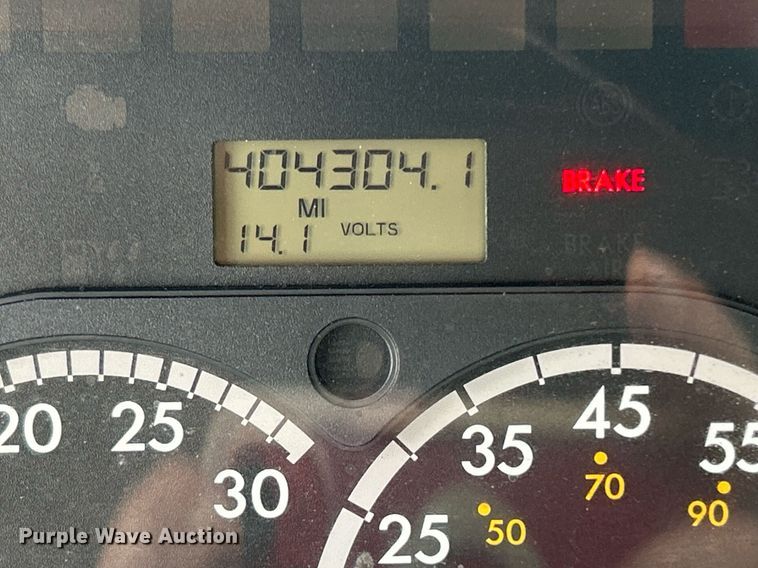 404304.1
MI
14.1 VOLTS
BRAKE
BRAKE
20 25 30
25 35 45 55
50 70 90
Purple Wave Auction